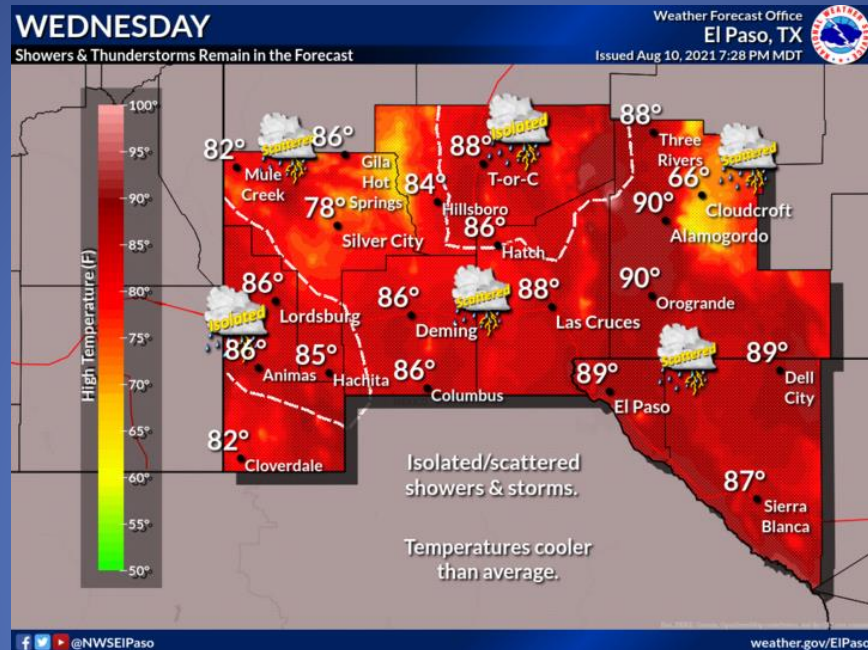 WEDNESDAY
Showers & Thunderstorms Remain in the Forecast
Weather Forecast Office
El Paso, TX
Issued Aug 10, 2021 7:28 PM MDT
NATIONAL WEATHER SERVICE
High Temperature (F)
100°
90°
85°
80°
75°
70°
65°
60°
55°
50°
82°
Mule
Creek
Scattered
86°
Gila
Hot
Springs
78°
Silver City
84°
Hillsboro
88°
T-or-C
Isolated
86°
Hatch
88°
Three
Rivers
Scattered
66°
Cloudcroft
90°
Alamogordo
86°
Lordsburg
Isolated
86°
Animas
85°
Hachita
86°
Deming
Scattered
88°
Las Cruces
90°
Orogrande
86°
Columbus
89°
El Paso
Scattered
89°
Dell
City
82°
Cloverdale
87°
Sierra
Blanca
Isolated/scattered
showers & storms.
Temperatures cooler
than average.
@NWSElPaso
weather.gov/ElPaso